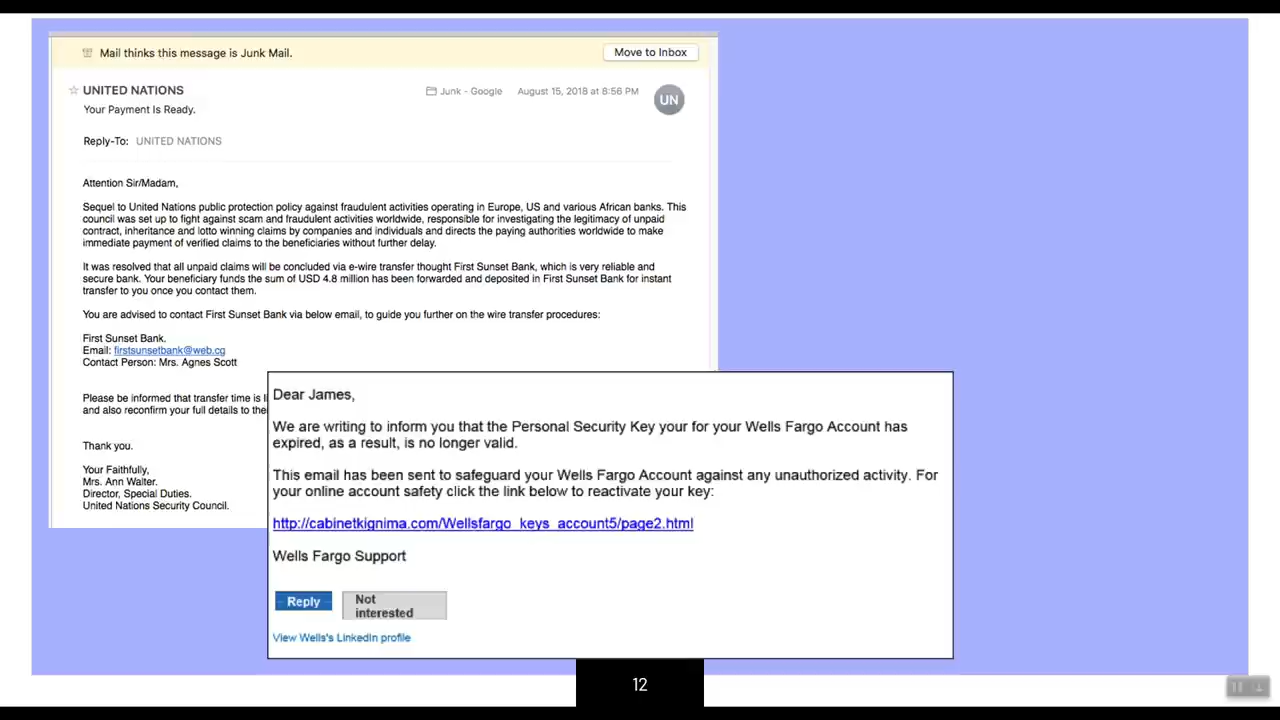 Mail thinks this message is Junk Mail.
Move to Inbox
UNITED NATIONS
Junk - Google
August 15, 2018 at 8:56 PM
UN
Your Payment Is Ready.
Reply-To: UNITED NATIONS
Attention Sir/Madam,
Sequel to United Nations public protection policy against fraudulent activities operating in Europe, US and various African banks. This
council was set up to fight against scam and fraudulent activities worldwide, responsible for investigating the legitimacy of unpaid
contract, inheritance and lotto winning claims by companies and individuals and directs the paying authorities worldwide to make
immediate payment of verified claims to the beneficiaries without further delay.
It was resolved that all unpaid claims will be concluded via e-wire transfer thought First Sunset Bank, which is very reliable and
secure bank. Your beneficiary funds the sum of USD 4.8 million has been forwarded and deposited in First Sunset Bank for instant
transfer to you once you contact them.
You are advised to contact First Sunset Bank via below email, to guide you further on the wire transfer procedures:
First Sunset Bank.
Email: firstsunsetbank@web.cg
Contact Person: Mrs. Agnes Scott
Please be informed that transfer time is
and also reconfirm your full details to
Thank you.
Your Faithfully,
Mrs. Ann Walter.
Director, Special Duties.
United Nations Security Council.
Dear James,
We are writing to inform you that the Personal Security Key your for your Wells Fargo Account has
expired, as a result, is no longer valid.
This email has been sent to safeguard your Wells Fargo Account against any unauthorized activity. For
your online account safety click the link below to reactivate your key:
http://cabinetkignima.com/Wellsfargo_keys_account5/page2.html
Wells Fargo Support
Reply
Not
interested
View Wells's LinkedIn profile
12